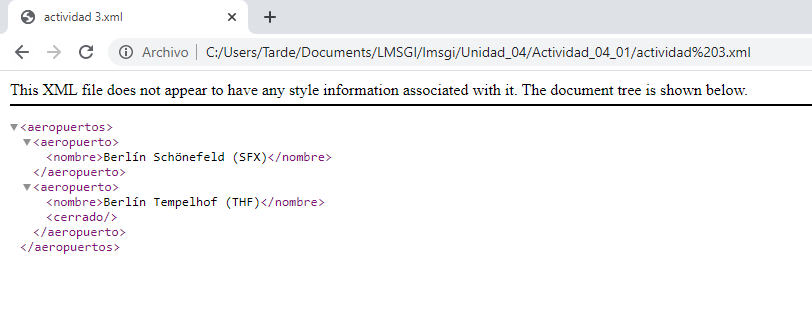 actividad 3.xml
Archivo | C:/Users/Tarde/Documents/LMSGI/lmsgi/Unidad_04/Actividad_04_01/actividad%203.xml
This XML file does not appear to have any style information associated with it. The document tree is shown below.
<aeropuertos>
<aeropuerto>
<nombre>Berlín Schönefeld (SFX)</nombre>
</aeropuerto>
<aeropuerto>
<nombre>Berlín Tempelhof (THF)</nombre>
<cerrado/>
</aeropuerto>
</aeropuertos>